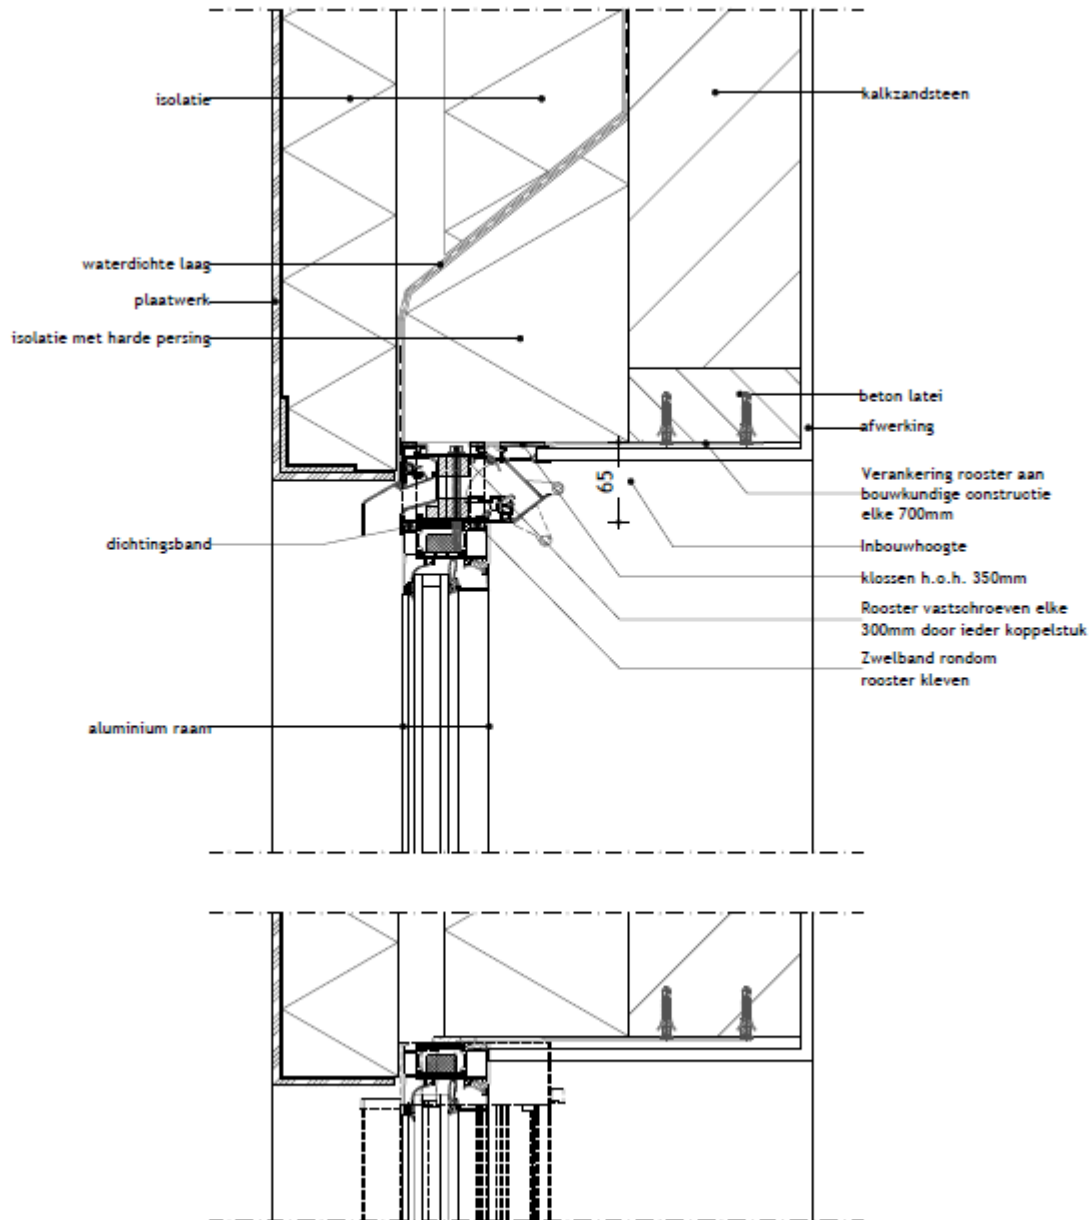 isolatie
kalkzandsteen
waterdichte laag
plaatwerk
isolatie met harde persing
beton latei
afwerking
65
Verankering rooster aan
bouwkundige constructie
elke 700mm
dichtingsband
Inbouwhoogte
klossen h.o.h. 350mm
Rooster vastschroeven elke
300mm door ieder koppelstuk
Zwelband rondom
rooster kleven
aluminium raam